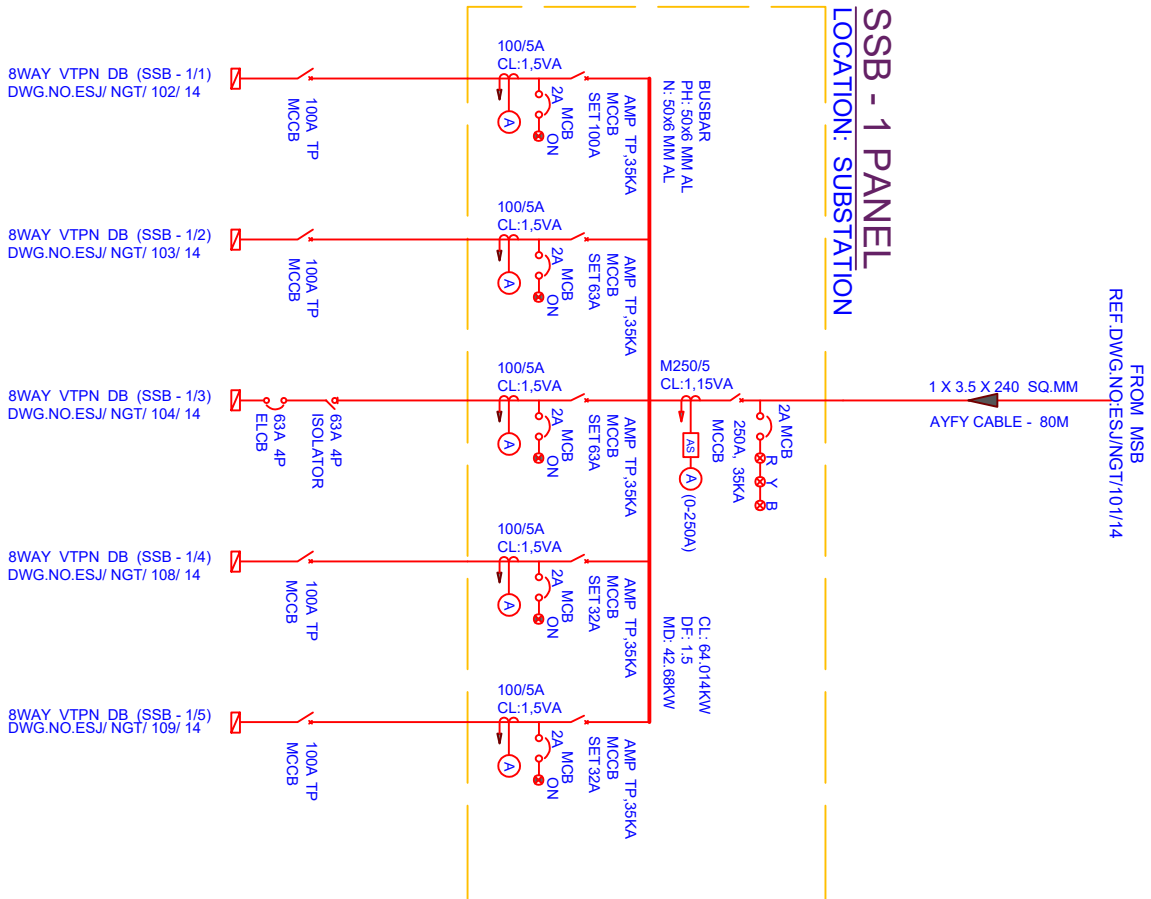 SSB - 1 PANEL
LOCATION: SUBSTATION
FROM MSB
REF.DWG.NO:ESJ/NGT/101/14
1 X 3.5 X 240 SQ.MM
AYFY CABLE - 80M
2A MCB
R Y B
250A, 35KA
MCCB
M250/5
CL:1,15VA
AS
A
(0-250A)
BUSBAR
PH: 50x6 MM AL
N: 50x6 MM AL
CL: 64.014KW
DF: 1.5
MD: 42.68KW
AMP TP,35KA
MCCB
SET100A
100/5A
CL:1,5VA
2A MCB
ON
A
100A TP
MCCB
8WAY VTPN DB (SSB - 1/1)
DWG.NO.ESJ/ NGT/ 102/ 14
AMP TP,35KA
MCCB
SET63A
100/5A
CL:1,5VA
2A MCB
ON
A
100A TP
MCCB
8WAY VTPN DB (SSB - 1/2)
DWG.NO.ESJ/ NGT/ 103/ 14
AMP TP,35KA
MCCB
SET63A
100/5A
CL:1,5VA
2A MCB
ON
A
63A 4P
ISOLATOR
63A 4P
ELCB
8WAY VTPN DB (SSB - 1/3)
DWG.NO.ESJ/ NGT/ 104/ 14
AMP TP,35KA
MCCB
SET32A
100/5A
CL:1,5VA
2A MCB
ON
A
100A TP
MCCB
8WAY VTPN DB (SSB - 1/4)
DWG.NO.ESJ/ NGT/ 108/ 14
AMP TP,35KA
MCCB
SET32A
100/5A
CL:1,5VA
2A MCB
ON
A
100A TP
MCCB
8WAY VTPN DB (SSB - 1/5)
DWG.NO.ESJ/ NGT/ 109/ 14